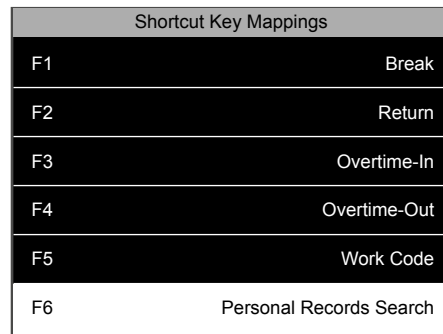 Shortcut Key Mappings
F1 Break
F2 Return
F3 Overtime-In
F4 Overtime-Out
F5 Work Code
F6 Personal Records Search